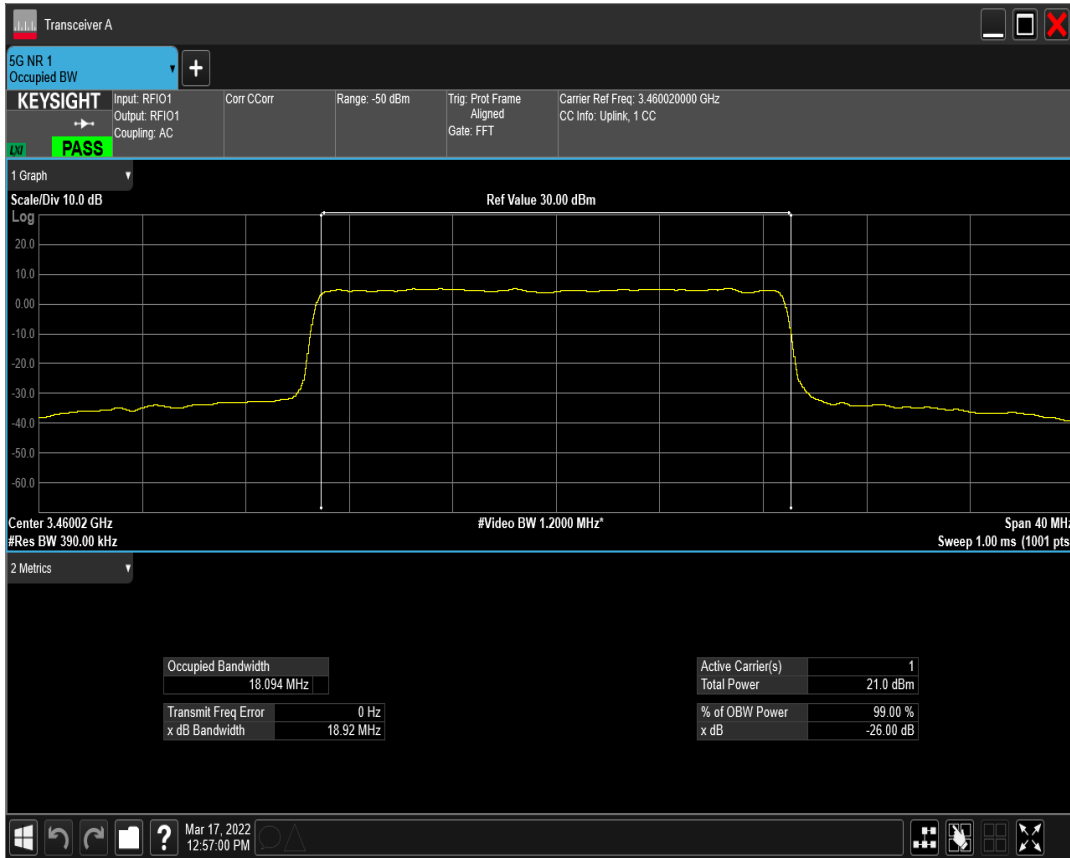 Transceiver A
5G NR 1
Occupied BW
KEYSIGHT
Input: RFIO1
Output: RFIO1
Coupling: AC
Corr CCorr
Range: -50 dBm
Trig: Prot Frame
Aligned
Gate: FFT
Carrier Ref Freq: 3.460020000 GHz
CC Info: Uplink, 1 CC
LXI
PASS
1 Graph
Scale/Div 10.0 dB
Ref Value 30.00 dBm
Log
20.0
10.0
0.00
-10.0
-20.0
-30.0
-40.0
-50.0
-60.0
Center 3.46002 GHz
#Video BW 1.2000 MHz*
Span 40 MHz
#Res BW 390.00 kHz
Sweep 1.00 ms (1001 pts
2 Metrics
Occupied Bandwidth
18.094 MHz
Transmit Freq Error 0 Hz
x dB Bandwidth 18.92 MHz
Active Carrier(s) 1
Total Power 21.0 dBm
% of OBW Power 99.00 %
x dB -26.00 dB
Mar 17, 2022
12:57:00 PM